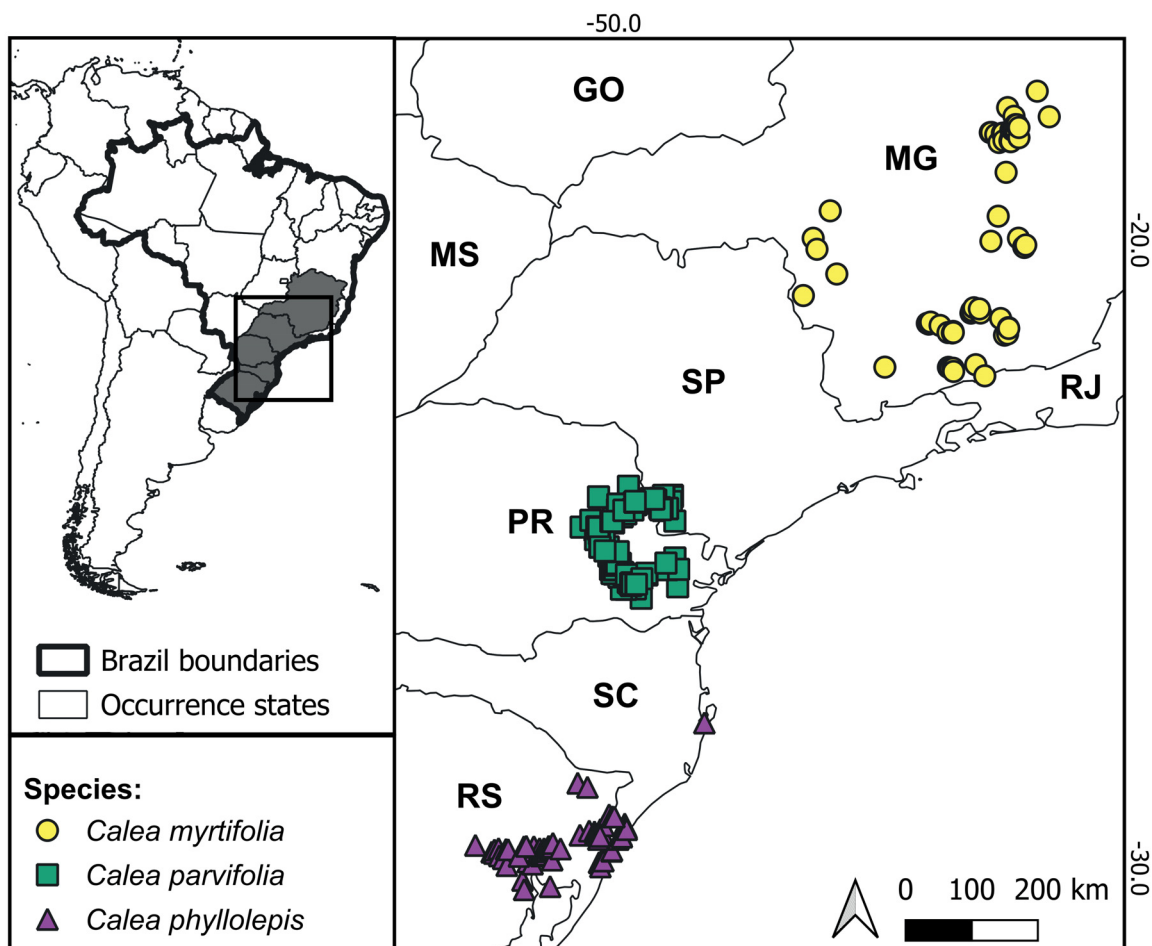 -50.0
GO
MG
MS
-20.0
SP
RJ
PR
Brazil boundaries
Occurrence states
SC
Species:
RS
Calea myrtifolia
Calea parvifolia
Calea phyllolepis
-30.0
0 100 200 km